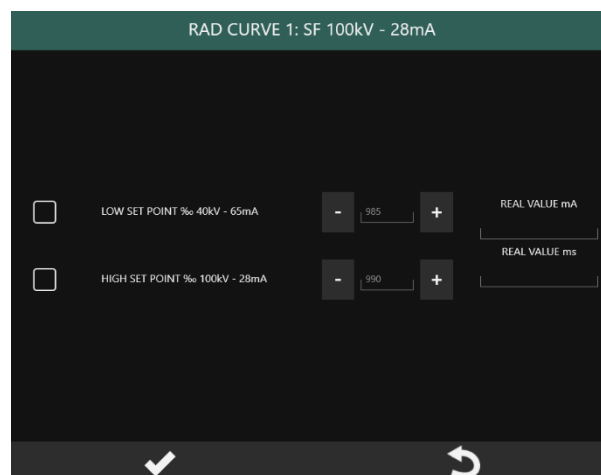 RAD CURVE 1: SF 100kV - 28mA
LOW SET POINT ‰ 40kV - 65mA - 985 + REAL VALUE mA
REAL VALUE ms
HIGH SET POINT ‰ 100kV - 28mA - 990 +